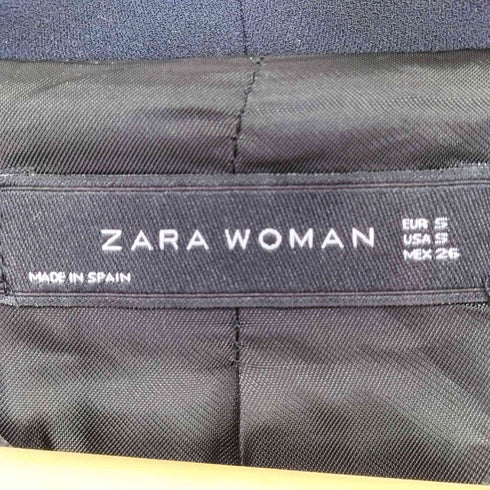 ZARA WOMAN
EUR S
USA S
MEX 26
MADE IN SPAIN